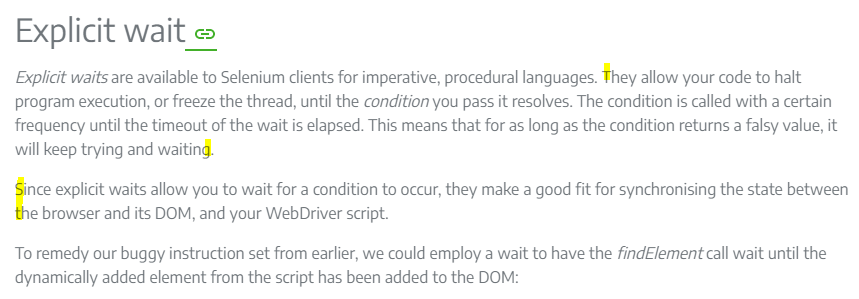 Explicit wait
Explicit waits are available to Selenium clients for imperative, procedural languages. They allow your code to halt
program execution, or freeze the thread, until the condition you pass it resolves. The condition is called with a certain
frequency until the timeout of the wait is elapsed. This means that for as long as the condition returns a falsy value, it
will keep trying and waiting.
Since explicit waits allow you to wait for a condition to occur, they make a good fit for synchronising the state between
the browser and its DOM, and your WebDriver script.
To remedy our buggy instruction set from earlier, we could employ a wait to have the findElement call wait until the
dynamically added element from the script has been added to the DOM: